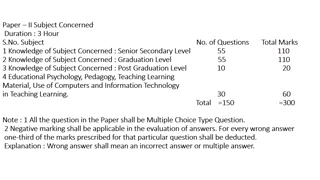 Paper – II Subject Concerned
Duration : 3 Hour
S.No. Subject No. of Questions Total Marks
1 Knowledge of Subject Concerned : Senior Secondary Level 55 110
2 Knowledge of Subject Concerned : Graduation Level 55 110
3 Knowledge of Subject Concerned : Post Graduation Level 10 20
4 Educational Psychology, Pedagogy, Teaching Learning
Material, Use of Computers and Information Technology
in Teaching Learning. 30 60
Total =150 =300
Note : 1 All the question in the Paper shall be Multiple Choice Type Question.
2 Negative marking shall be applicable in the evaluation of answers. For every wrong answer
one-third of the marks prescribed for that particular question shall be deducted.
Explanation : Wrong answer shall mean an incorrect answer or multiple answer.